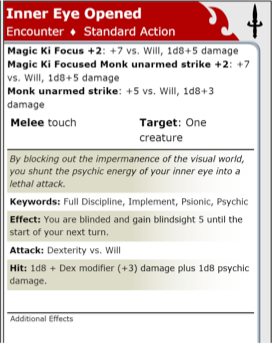 Inner Eye Opened
Encounter ♦ Standard Action
Magic Ki Focus +2: +7 vs. Will, 1d8+5 damage
Magic Ki Focused Monk unarmed strike +2: +7
vs. Will, 1d8+5 damage
Monk unarmed strike: +5 vs. Will, 1d8+3
damage
Melee touch Target: One
creature
By blocking out the impermanence of the visual world,
you shunt the psychic energy of your inner eye into a
lethal attack.
Keywords: Full Discipline, Implement, Psionic, Psychic
Effect: You are blinded and gain blindsight 5 until the
start of your next turn.
Attack: Dexterity vs. Will
Hit: 1d8 + Dex modifier (+3) damage plus 1d8 psychic
damage.
Additional Effects